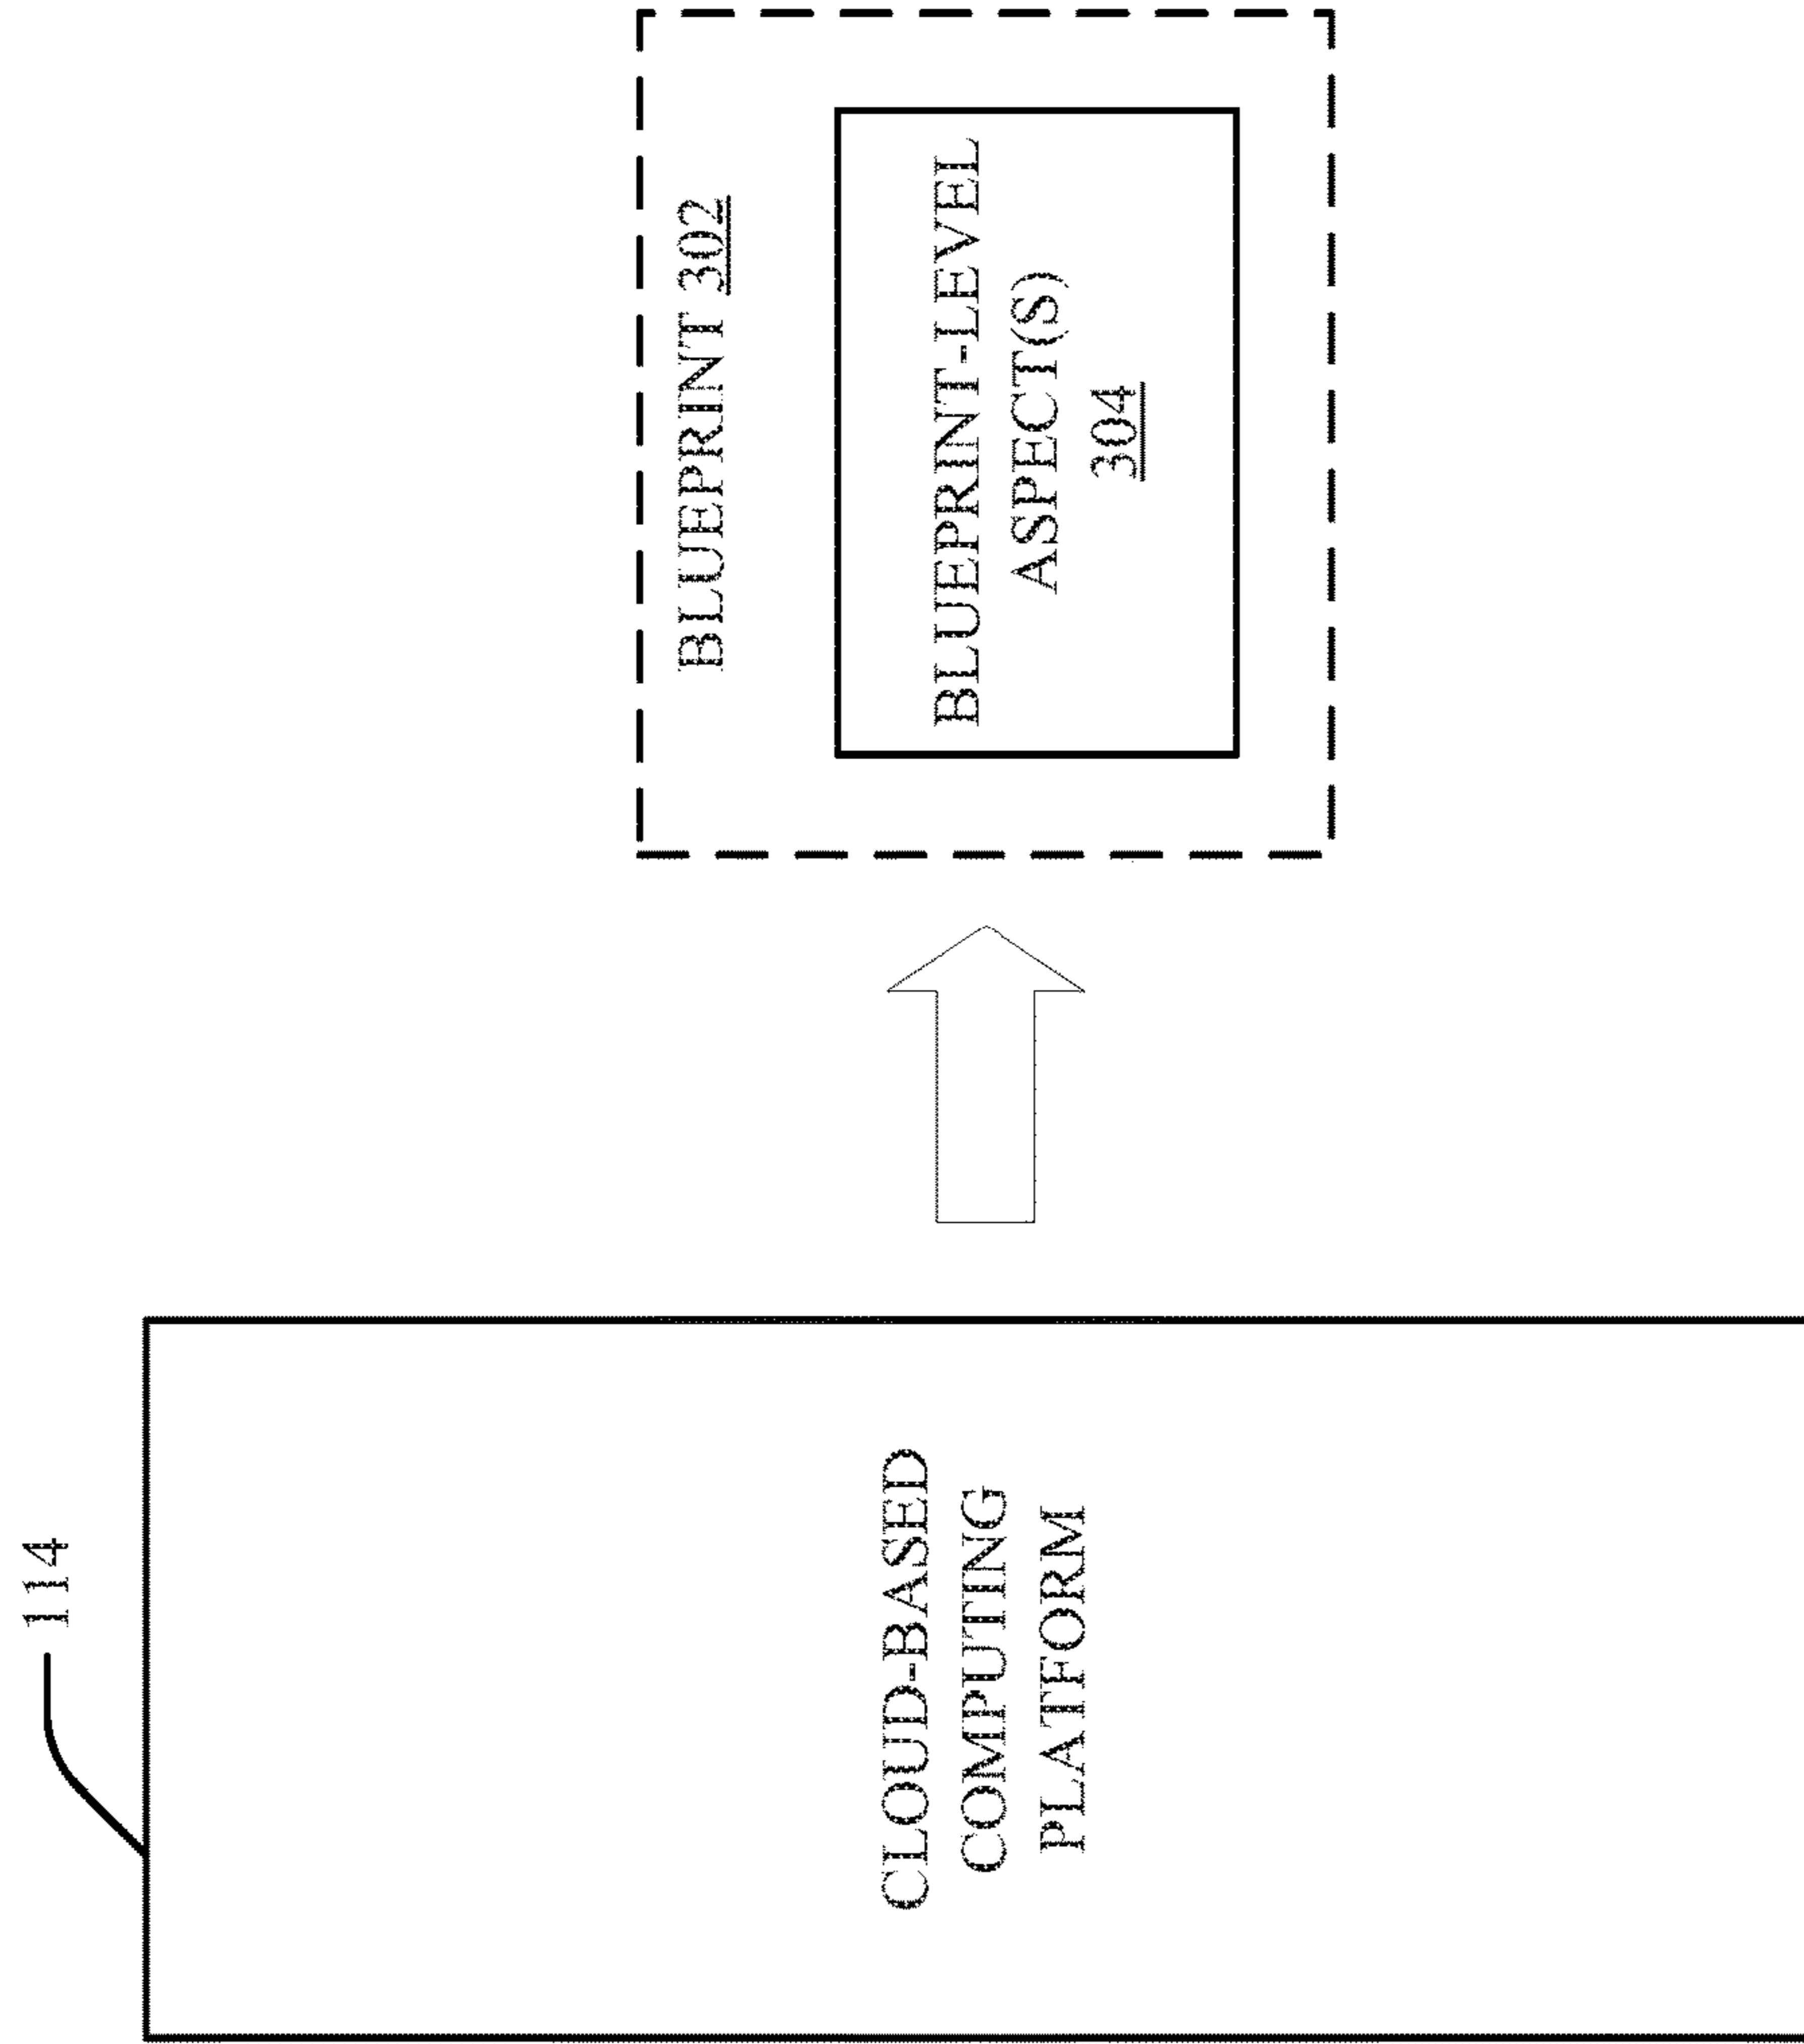 114
CLOUD-BASED
COMPUTING
PLATFORM
BLUEPRINT 302
BLUEPRINT-LEVEL
ASPECT(S)
304